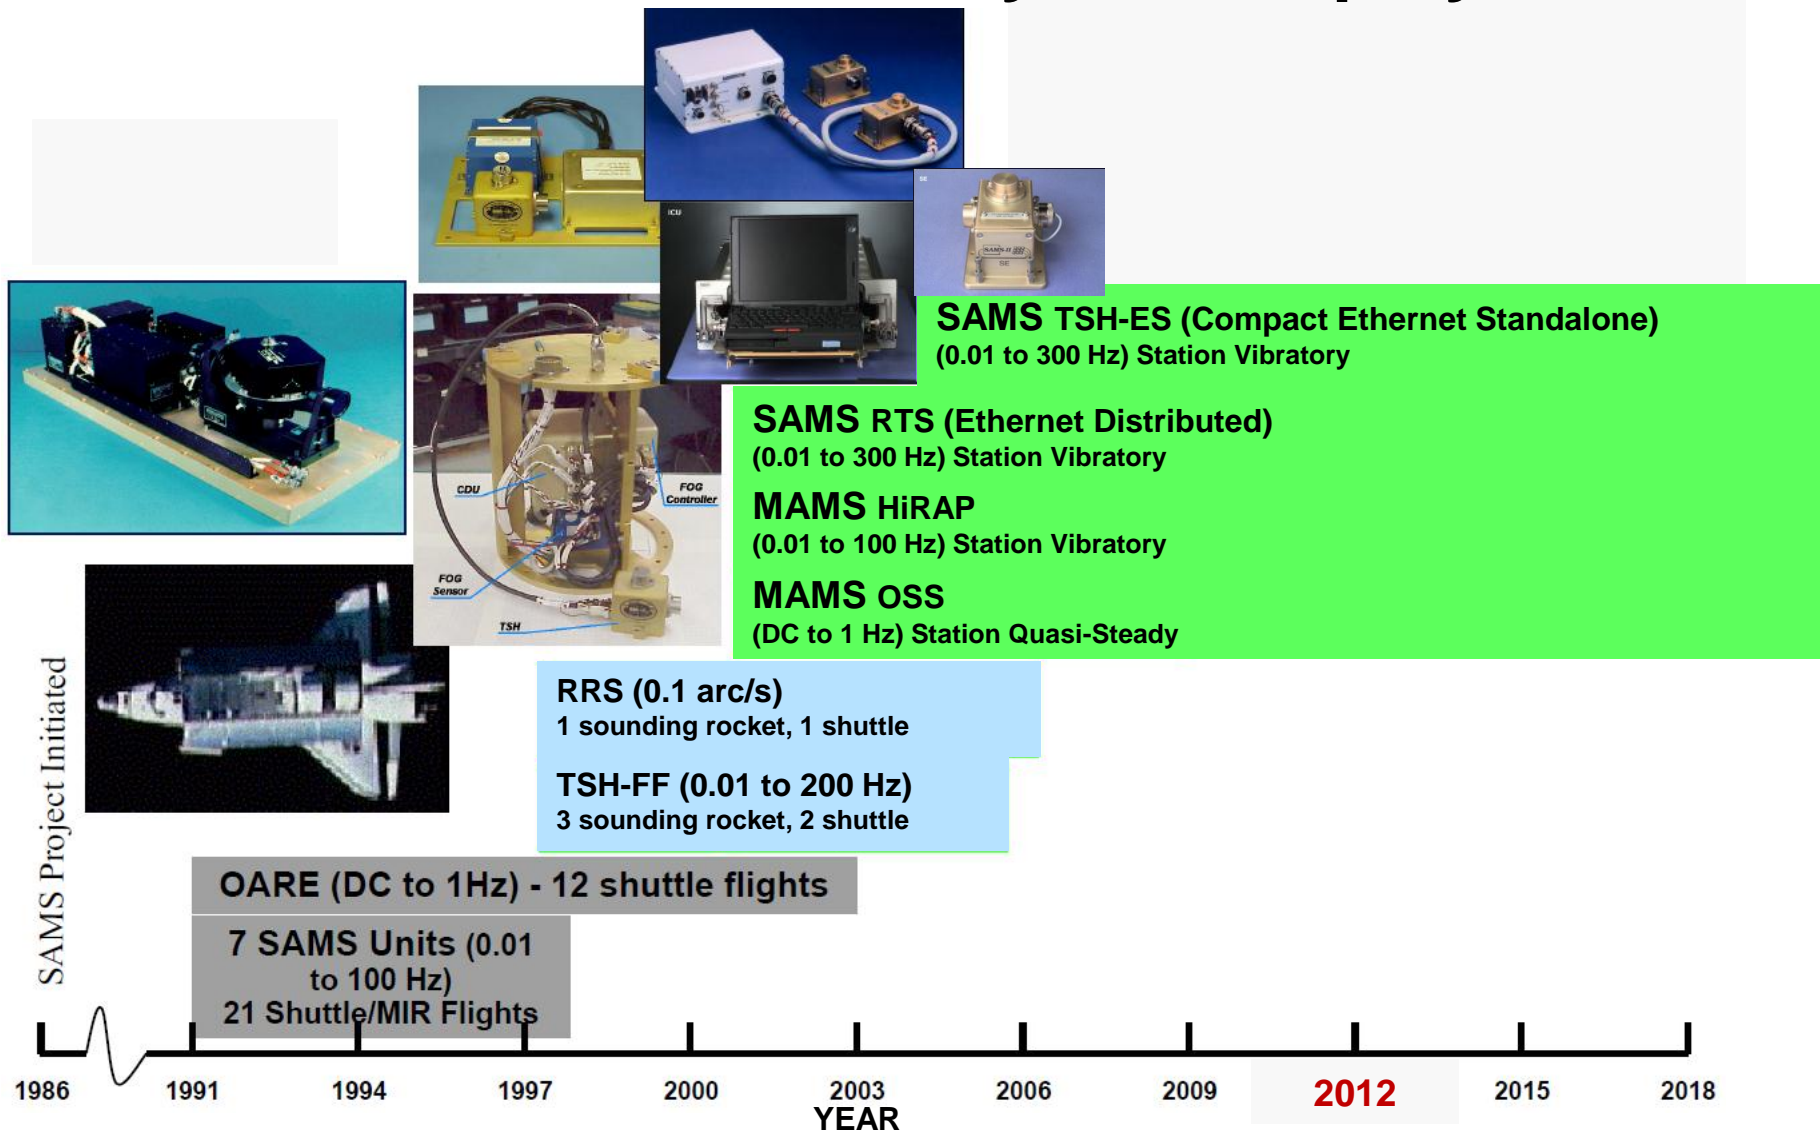 ICU
SE
SAMS-II
SE
SAMS TSH-ES (Compact Ethernet Standalone)
(0.01 to 300 Hz) Station Vibratory
SAMS RTS (Ethernet Distributed)
(0.01 to 300 Hz) Station Vibratory
MAMS HiRAP
(0.01 to 100 Hz) Station Vibratory
MAMS OSS
(DC to 1 Hz) Station Quasi-Steady
CDU
FOG
Controller
FOG
Sensor
TSH
RRS (0.1 arc/s)
1 sounding rocket, 1 shuttle
TSH-FF (0.01 to 200 Hz)
3 sounding rocket, 2 shuttle
SAMS Project Initiated
OARE (DC to 1Hz) - 12 shuttle flights
7 SAMS Units (0.01
to 100 Hz)
21 Shuttle/MIR Flights
1986 1991 1994 1997 2000 2003 2006 2009 2012 2015 2018
YEAR